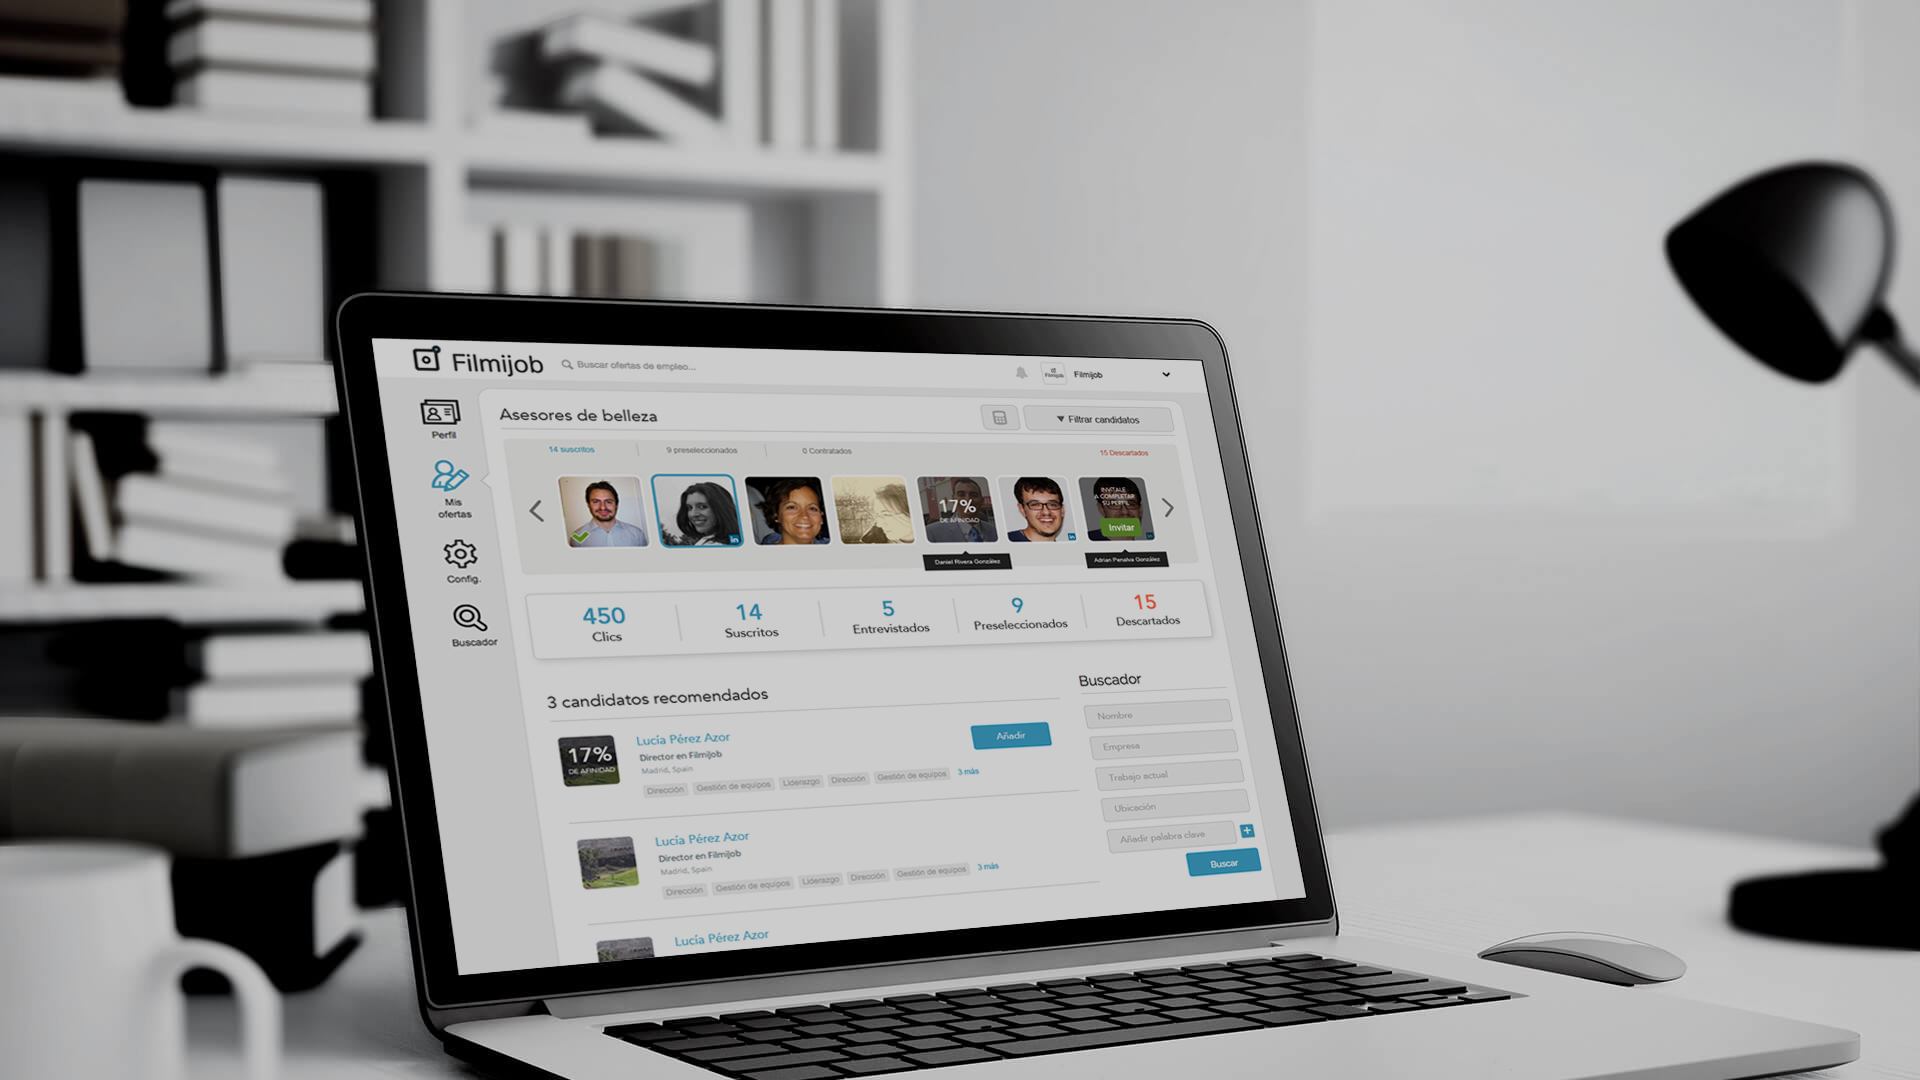 Filmijob
Buscar ofertas de empleo...
Filmijob
Filmijob
Perfil
Mis
ofertas
Config.
Buscador
Asesores de belleza
Filtrar candidatos
14 suscritos
9 preseleccionados
0 Contratados
15 Descartados
in
17%
DE AFINIDAD
in
INVÍTALE
A COMPLETAR
SU PERFIL
Invitar
in
Daniel Rivera González
Adrian Penalva González
450
Clics
14
Suscritos
5
Entrevistados
9
Preseleccionados
15
Descartados
3 candidatos recomendados
17%
DE AFINIDAD
Lucía Pérez Azor
Director en Filmijob
Madrid, Spain
Dirección
Gestión de equipos
Liderazgo
Dirección
Gestión de equipos
3 más
Añadir
Lucía Pérez Azor
Director en Filmijob
Madrid, Spain
Dirección
Gestión de equipos
Liderazgo
Dirección
Gestión de equipos
3 más
Lucía Pérez Azor
Buscador
Nombre
Empresa
Trabajo actual
Ubicación
Añadir palabra clave
+
Buscar